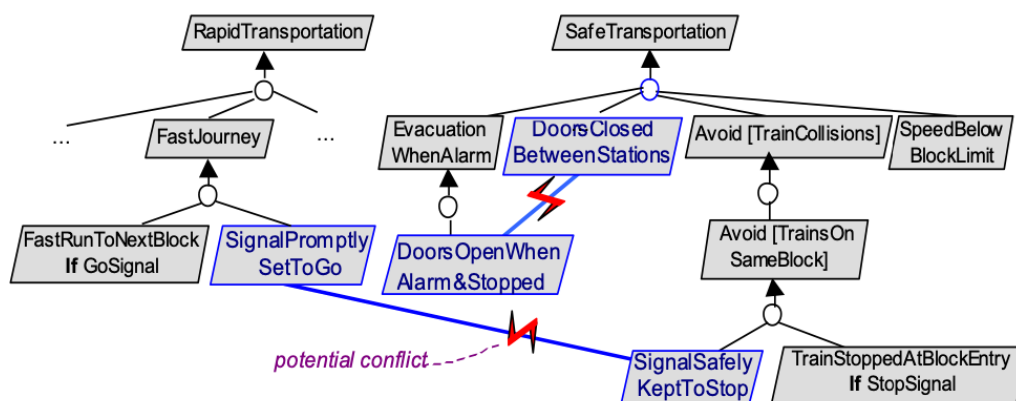 RapidTransportation
SafeTransportation
...
FastJourney
...
Evacuation
WhenAlarm
DoorsClosed
BetweenStations
Avoid [TrainCollisions]
SpeedBelow
BlockLimit
FastRunToNextBlock
If GoSignal
SignalPromptly
SetToGo
DoorsOpenWhen
Alarm&Stopped
Avoid [TrainsOn
SameBlock]
potential conflict
SignalSafely
KeptToStop
TrainStoppedAtBlockEntry
If StopSignal